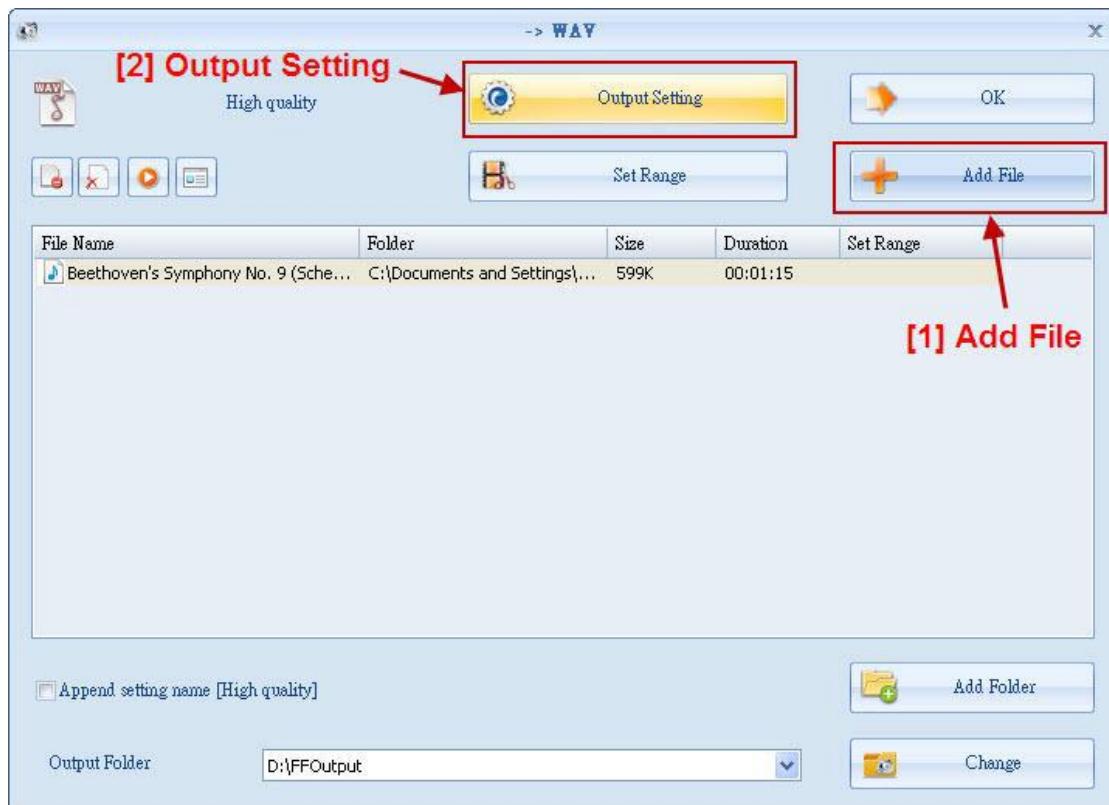 -> WAV
[2] Output Setting
WAV
High quality
Output Setting
OK
Set Range
Add File
File Name Folder Size Duration Set Range
Beethoven's Symphony No. 9 (Sche... C:\Documents and Settings\... 599K 00:01:15
[1] Add File
Append setting name [High quality]
Add Folder
Output Folder
D:\FFOutput
Change